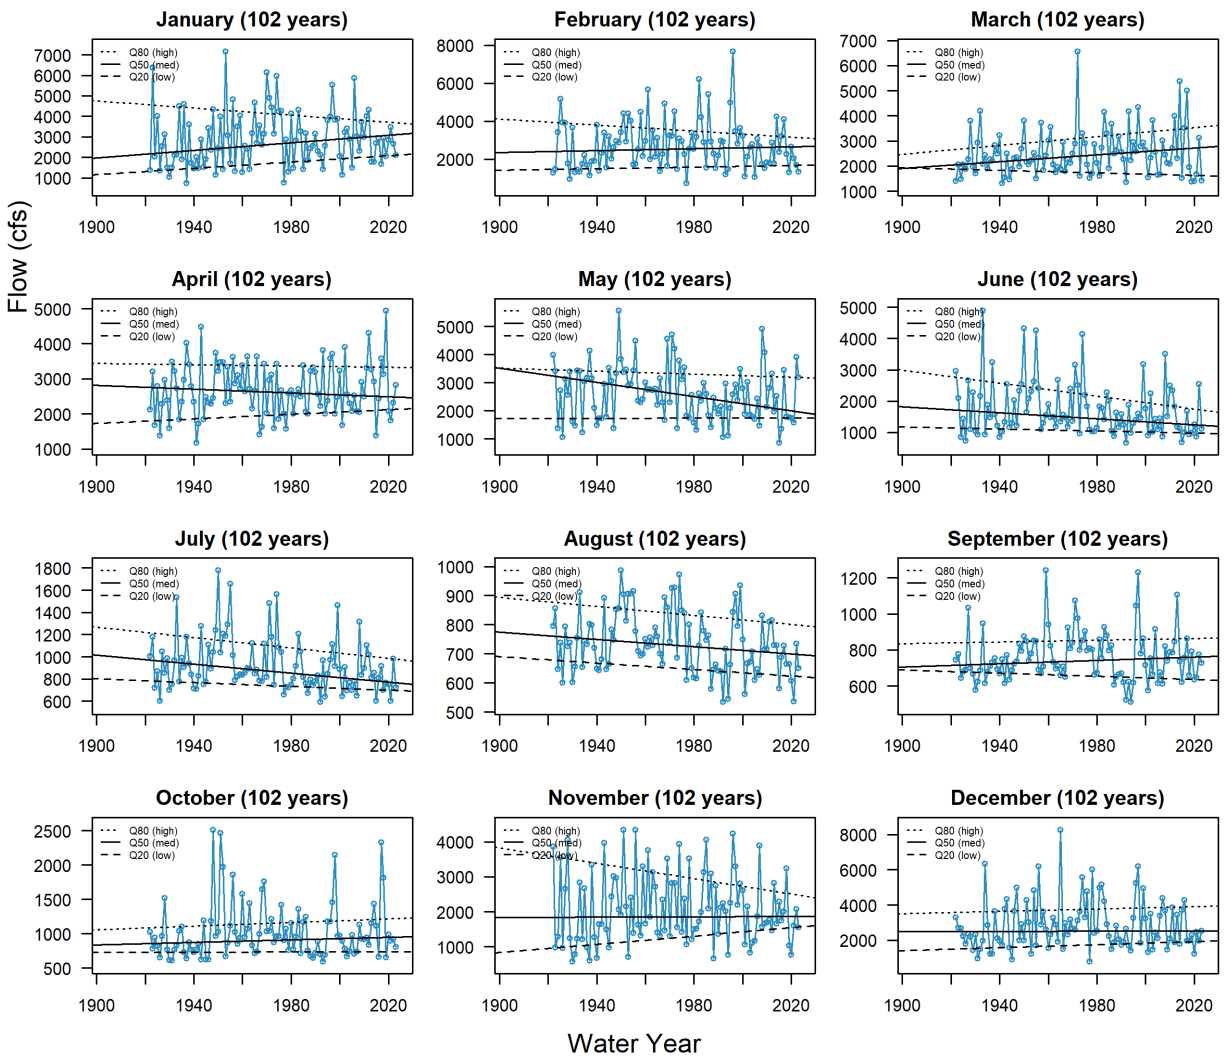 January (102 years)
Q80 (high)
Q50 (med)
Q20 (low)
7000
6000
5000
4000
3000
2000
1000
1900
1940
1980
2020
February (102 years)
Q80 (high)
Q50 (med)
Q20 (low)
8000
6000
4000
2000
1900
1940
1980
2020
March (102 years)
Q80 (high)
Q50 (med)
Q20 (low)
7000
6000
5000
4000
3000
2000
1000
1900
1940
1980
2020
Flow (cfs)
April (102 years)
Q80 (high)
Q50 (med)
Q20 (low)
5000
4000
3000
2000
1000
1900
1940
1980
2020
May (102 years)
Q80 (high)
Q50 (med)
Q20 (low)
5000
4000
3000
2000
1000
1900
1940
1980
2020
June (102 years)
Q80 (high)
Q50 (med)
Q20 (low)
5000
4000
3000
2000
1000
1900
1940
1980
2020
July (102 years)
Q80 (high)
Q50 (med)
Q20 (low)
1800
1600
1400
1200
1000
800
600
1900
1940
1980
2020
August (102 years)
Q80 (high)
Q50 (med)
Q20 (low)
1000
900
800
700
600
500
1900
1940
1980
2020
September (102 years)
Q80 (high)
Q50 (med)
Q20 (low)
1200
1000
800
600
1900
1940
1980
2020
October (102 years)
Q80 (high)
Q50 (med)
Q20 (low)
2500
2000
1500
1000
500
1900
1940
1980
2020
November (102 years)
Q80 (high)
Q50 (med)
Q20 (low)
4000
3000
2000
1000
1900
1940
1980
2020
December (102 years)
Q80 (high)
Q50 (med)
Q20 (low)
8000
6000
4000
2000
1900
1940
1980
2020
Water Year